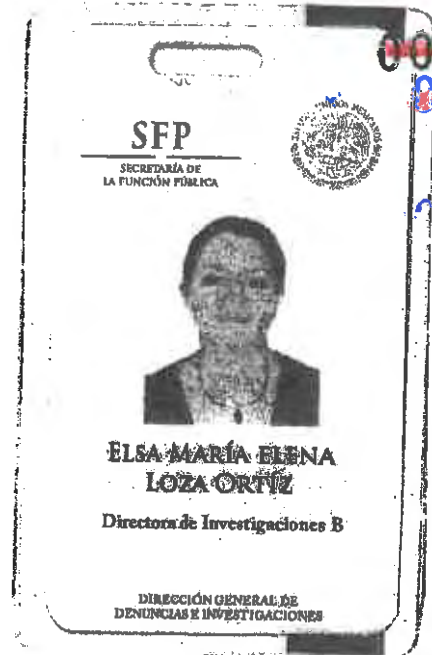 SFP
SECRETARÍA DE
LA FUNCIÓN PÚBLICA
ELSA MARÍA ELENA
LOZA ORTÍZ
Directora de Investigaciones B
DIRECCIÓN GENERAL DE
DENUNCIAS E INVESTIGACIONES